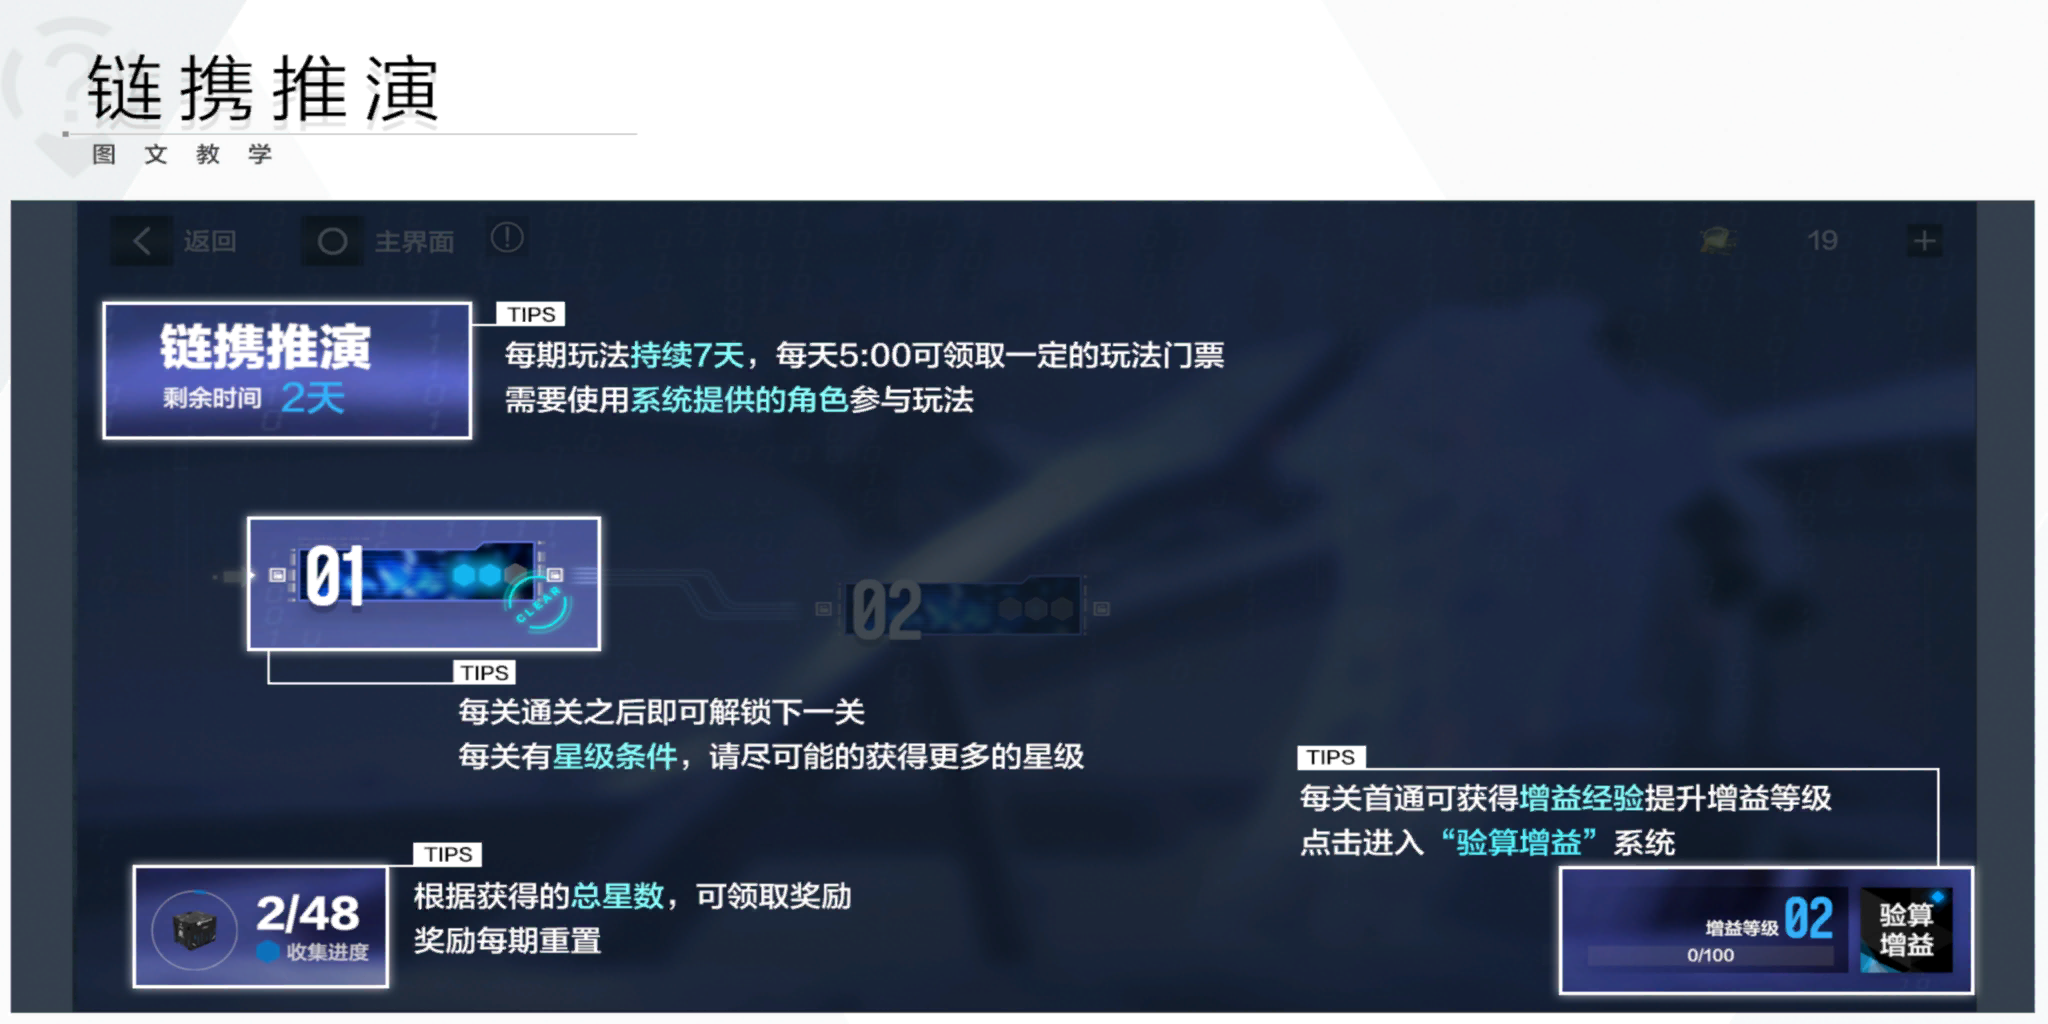 链携推演
图文教学
返回
主界面
19
链携推演
剩余时间 2天
TIPS
每期玩法持续7天，每天5:00可领取一定的玩法门票
需要使用系统提供的角色参与玩法
01
CLEAR
02
TIPS
每关通关之后即可解锁下一关
每关有星级条件，请尽可能的获得更多的星级
TIPS
每关首通可获得增益经验提升增益等级
点击进入“验算增益”系统
TIPS
根据获得的总星数，可领取奖励
奖励每期重置
2/48
收集进度
增益等级 02
0/100
验算
增益